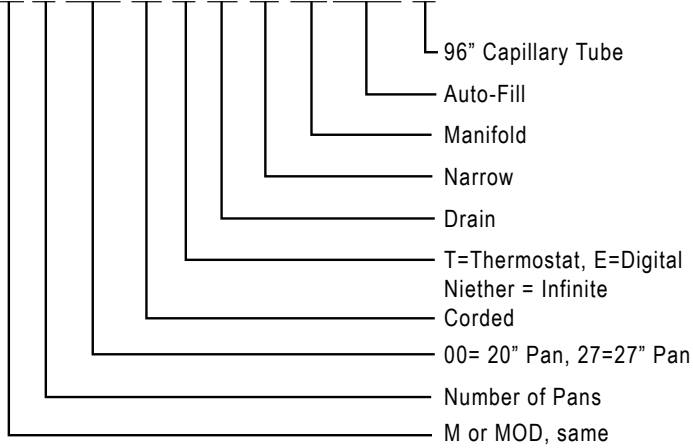 96” Capillary Tube
Auto-Fill
Manifold
Narrow
Drain
T=Thermostat, E=Digital
Niether = Infinite
Corded
00= 20” Pan, 27=27” Pan
Number of Pans
M or MOD, same